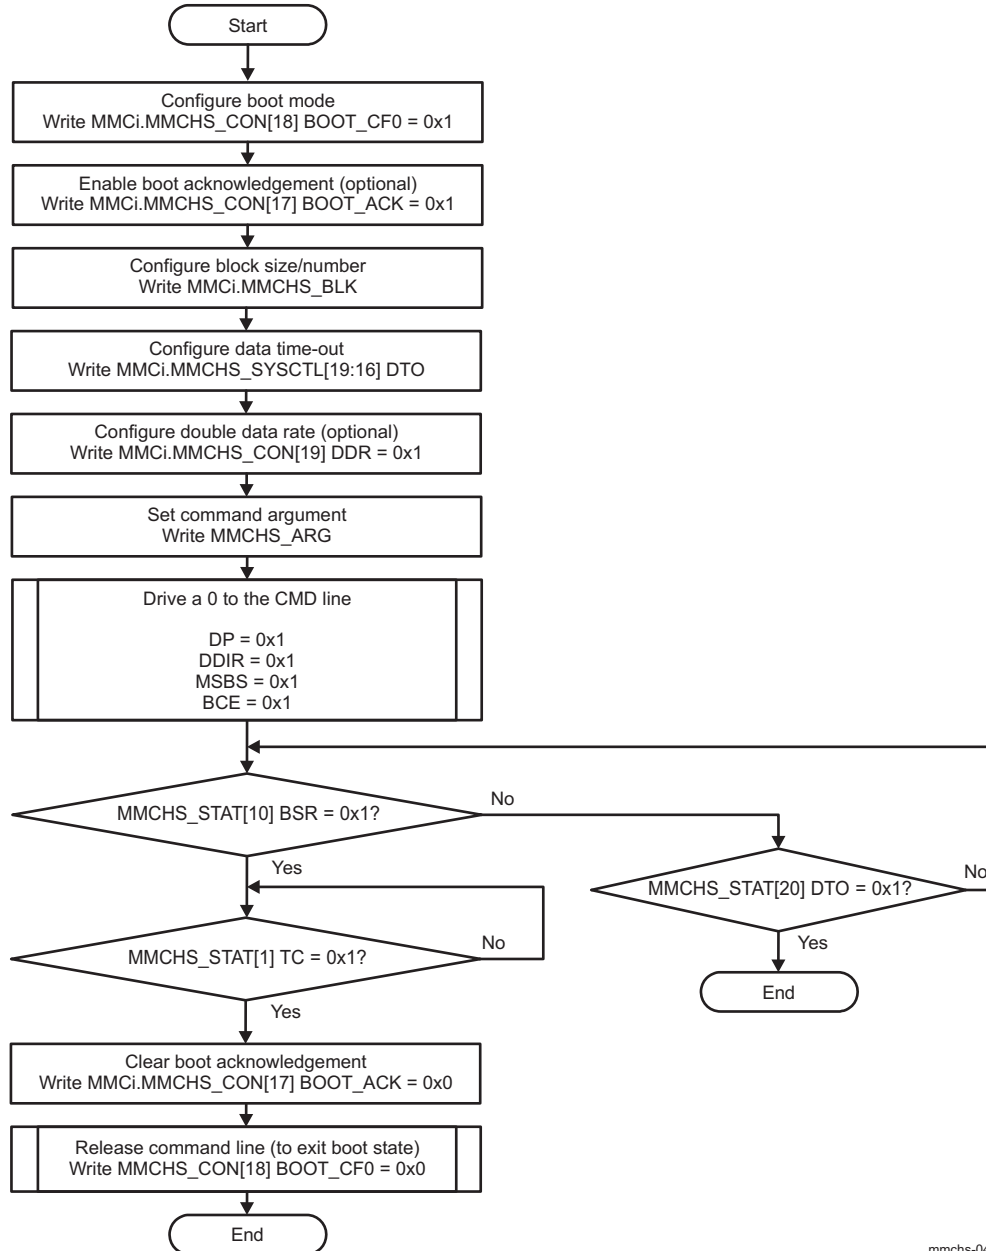 Start
Configure boot mode
Write MMCi.MMCHS_CON[18] BOOT_CF0 = 0x1
Enable boot acknowledgement (optional)
Write MMCi.MMCHS_CON[17] BOOT_ACK = 0x1
Configure block size/number
Write MMCi.MMCHS_BLK
Configure data time-out
Write MMCi.MMCHS_SYSCTL[19:16] DTO
Configure double data rate (optional)
Write MMCi.MMCHS_CON[19] DDR = 0x1
Set command argument
Write MMCHS_ARG
Drive a 0 to the CMD line
DP = 0x1
DDIR = 0x1
MSBS = 0x1
BCE = 0x1
MMCHS_STAT[10] BSR = 0x1?
No
Yes
MMCHS_STAT[20] DTO = 0x1?
No
Yes
End
MMCHS_STAT[1] TC = 0x1?
No
Yes
Clear boot acknowledgement
Write MMCi.MMCHS_CON[17] BOOT_ACK = 0x0
Release command line (to exit boot state)
Write MMCHS_CON[18] BOOT_CF0 = 0x0
End